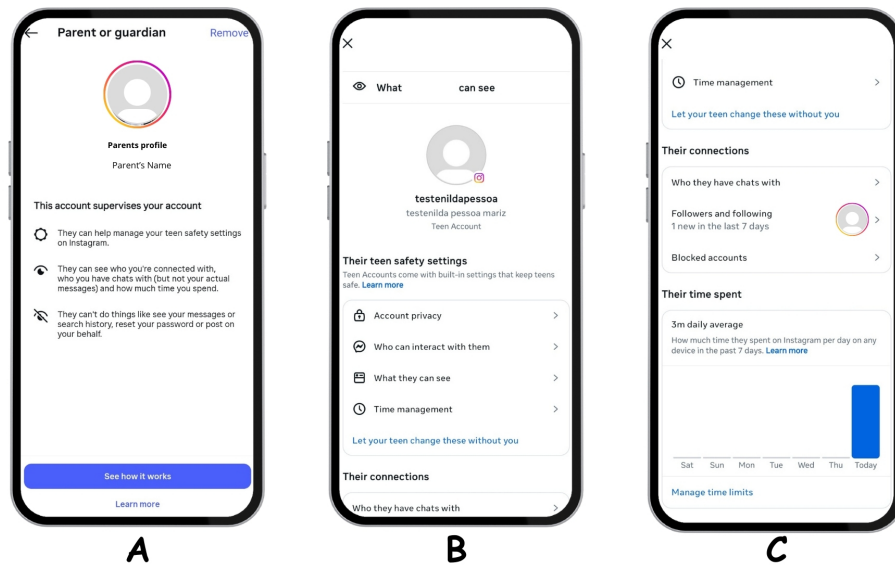 Parent or guardian Remove
Parents profile
Parent's Name
This account supervises your account
They can help manage your teen safety settings
on Instagram.
They can see who you're connected with,
who you have chats with (but not your actual
messages) and how much time you spend.
They can't do things like see your messages or
search history, reset your password or post on
your behalf.
See how it works
Learn more
A
What can see
testenildapessoa
testenilda pessoa mariz
Teen Account
Their teen safety settings
Teen Accounts come with built-in settings that keep teens
safe. Learn more
Account privacy
Who can interact with them
What they can see
Time management
Let your teen change these without you
Their connections
Who they have chats with
B
Time management
Let your teen change these without you
Their connections
Who they have chats with
Followers and following
1 new in the last 7 days
Blocked accounts
Their time spent
3m daily average
How much time they spent on Instagram per day on any
device in the past 7 days. Learn more
Sat Sun Mon Tue Wed Thu Today
Manage time limits
C